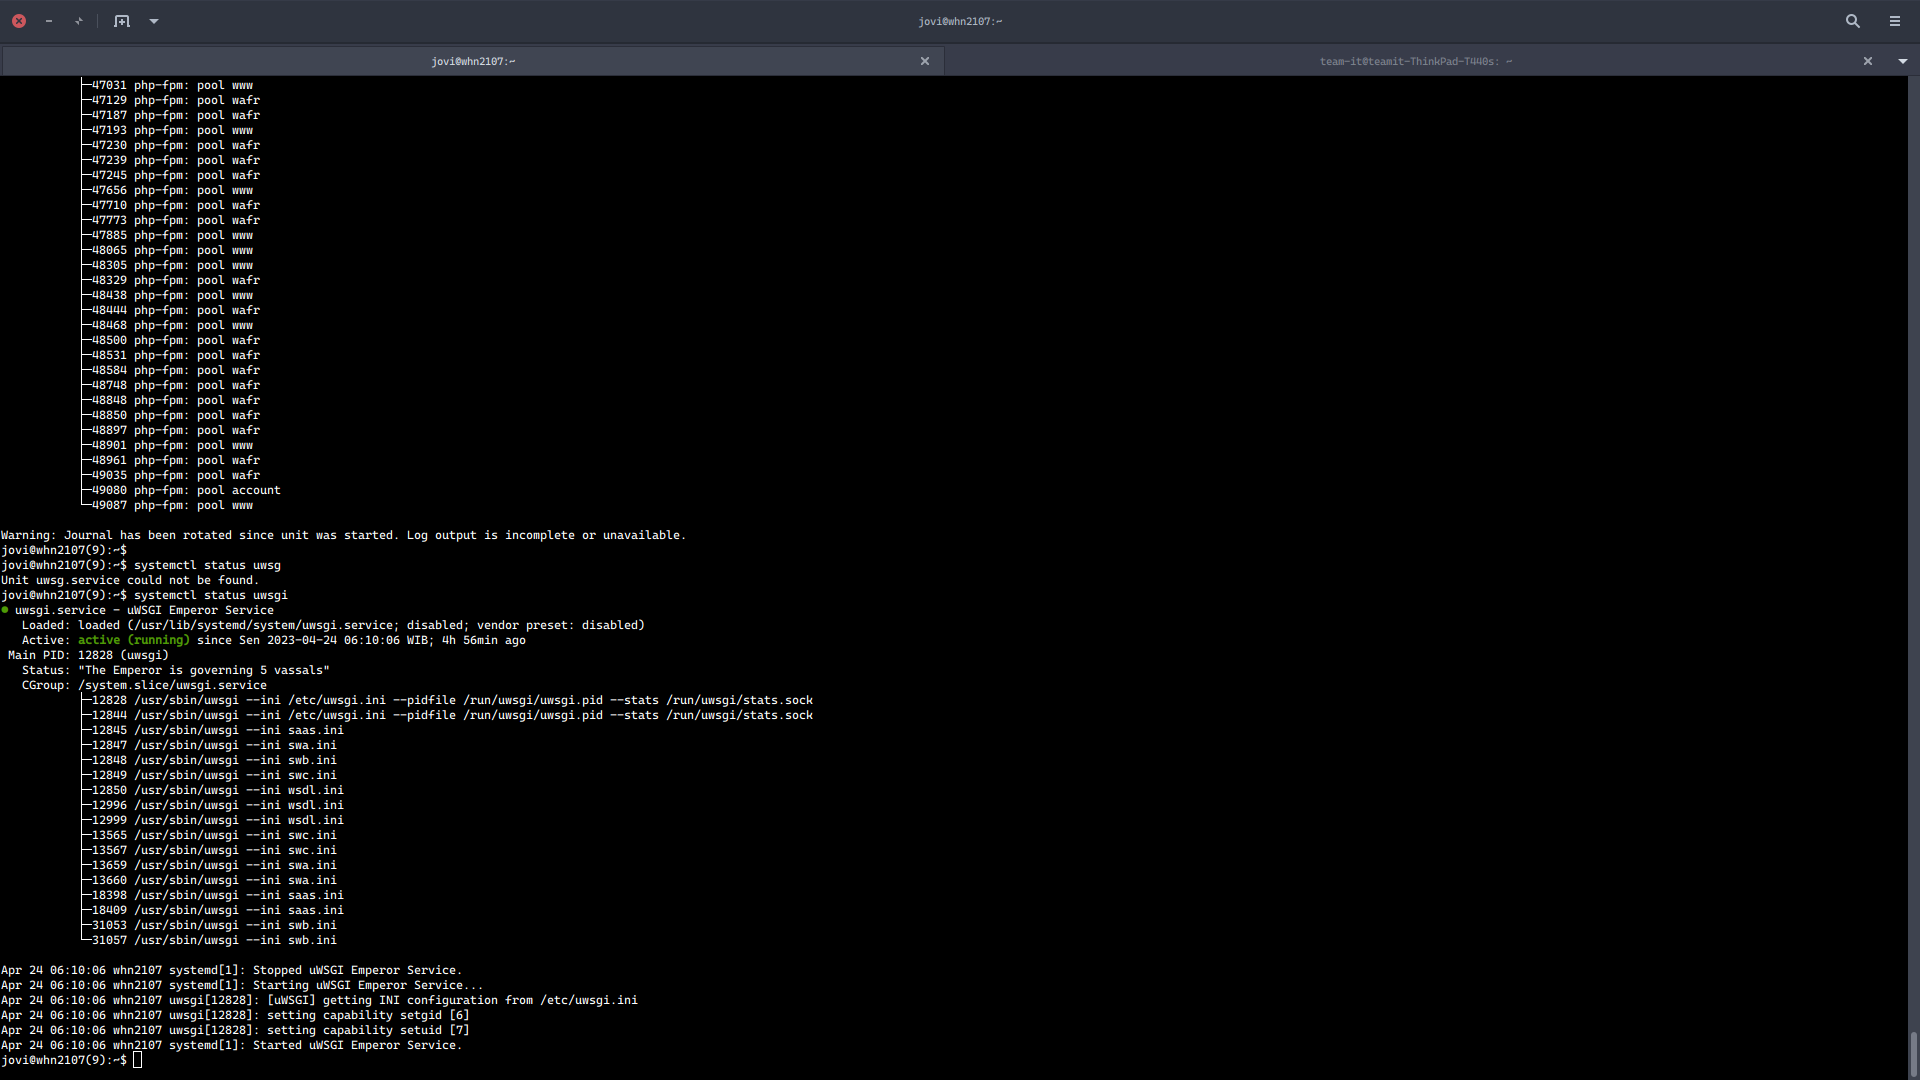 jovi@whn2107:~
jovi@whn2107:~
team-it@teamit-ThinkPad-T440s: ~
├─47031 php-fpm: pool www
├─47129 php-fpm: pool wafr
├─47187 php-fpm: pool wafr
├─47193 php-fpm: pool www
├─47230 php-fpm: pool wafr
├─47239 php-fpm: pool wafr
├─47245 php-fpm: pool wafr
├─47656 php-fpm: pool www
├─47710 php-fpm: pool wafr
├─47773 php-fpm: pool wafr
├─47885 php-fpm: pool www
├─48065 php-fpm: pool www
├─48305 php-fpm: pool www
├─48329 php-fpm: pool wafr
├─48438 php-fpm: pool www
├─48444 php-fpm: pool wafr
├─48468 php-fpm: pool www
├─48500 php-fpm: pool wafr
├─48531 php-fpm: pool wafr
├─48584 php-fpm: pool wafr
├─48748 php-fpm: pool wafr
├─48848 php-fpm: pool wafr
├─48850 php-fpm: pool wafr
├─48897 php-fpm: pool wafr
├─48901 php-fpm: pool www
├─48961 php-fpm: pool wafr
├─49035 php-fpm: pool wafr
├─49080 php-fpm: pool account
└─49087 php-fpm: pool www
Warning: Journal has been rotated since unit was started. Log output is incomplete or unavailable.
jovi@whn2107(9):~$
jovi@whn2107(9):~$ systemctl status uwsg
Unit uwsg.service could not be found.
jovi@whn2107(9):~$ systemctl status uwsgi
● uwsgi.service - uWSGI Emperor Service
Loaded: loaded (/usr/lib/systemd/system/uwsgi.service; disabled; vendor preset: disabled)
Active: active (running) since Sen 2023-04-24 06:10:06 WIB; 4h 56min ago
Main PID: 12828 (uwsgi)
Status: "The Emperor is governing 5 vassals"
CGroup: /system.slice/uwsgi.service
├─12828 /usr/sbin/uwsgi --ini /etc/uwsgi.ini --pidfile /run/uwsgi/uwsgi.pid --stats /run/uwsgi/stats.sock
├─12844 /usr/sbin/uwsgi --ini /etc/uwsgi.ini --pidfile /run/uwsgi/uwsgi.pid --stats /run/uwsgi/stats.sock
├─12845 /usr/sbin/uwsgi --ini saas.ini
├─12847 /usr/sbin/uwsgi --ini swa.ini
├─12848 /usr/sbin/uwsgi --ini swb.ini
├─12849 /usr/sbin/uwsgi --ini swc.ini
├─12850 /usr/sbin/uwsgi --ini wsdl.ini
├─12996 /usr/sbin/uwsgi --ini wsdl.ini
├─12999 /usr/sbin/uwsgi --ini wsdl.ini
├─13565 /usr/sbin/uwsgi --ini swc.ini
├─13567 /usr/sbin/uwsgi --ini swc.ini
├─13659 /usr/sbin/uwsgi --ini swa.ini
├─13660 /usr/sbin/uwsgi --ini swa.ini
├─18398 /usr/sbin/uwsgi --ini saas.ini
├─18409 /usr/sbin/uwsgi --ini saas.ini
├─31053 /usr/sbin/uwsgi --ini swb.ini
└─31057 /usr/sbin/uwsgi --ini swb.ini
Apr 24 06:10:06 whn2107 systemd[1]: Stopped uWSGI Emperor Service.
Apr 24 06:10:06 whn2107 systemd[1]: Starting uWSGI Emperor Service...
Apr 24 06:10:06 whn2107 uwsgi[12828]: [uWSGI] getting INI configuration from /etc/uwsgi.ini
Apr 24 06:10:06 whn2107 uwsgi[12828]: setting capability setgid [6]
Apr 24 06:10:06 whn2107 uwsgi[12828]: setting capability setuid [7]
Apr 24 06:10:06 whn2107 systemd[1]: Started uWSGI Emperor Service.
jovi@whn2107(9):~$